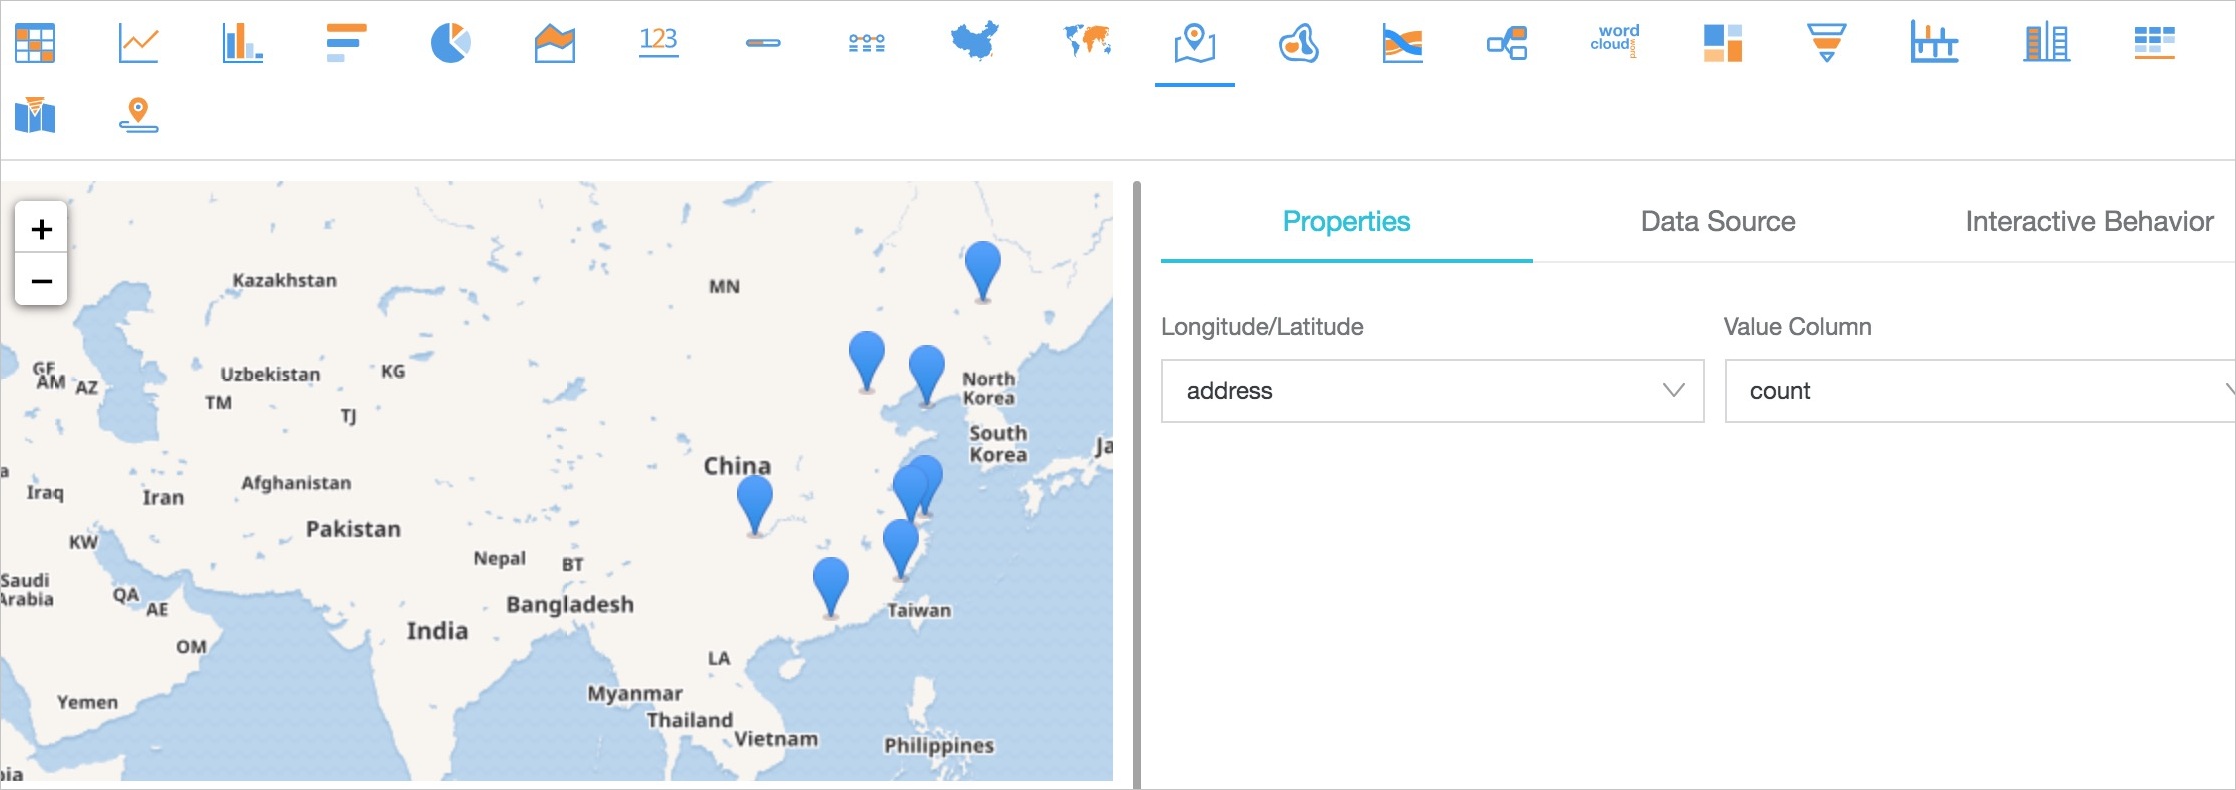 123
word
cloud
word
Properties
Data Source
Interactive Behavior
Longitude/Latitude
Value Column
address
count
+
−
Kazakhstan
MN
GE
AM
AZ
Uzbekistan
KG
TM
TJ
North
Korea
South
Korea
China
Iraq
Iran
Afghanistan
Pakistan
KW
Nepal
BT
Saudi
Arabia
QA
AE
Bangladesh
Taiwan
India
OM
LA
Yemen
Myanmar
Thailand
Vietnam
Philippines